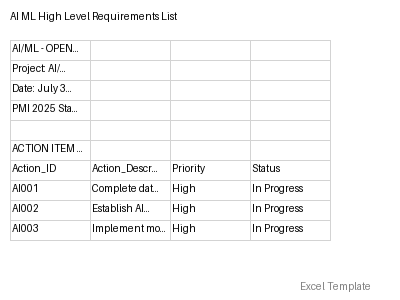 AI ML High Level Requirements List
AI/ML - OPEN...
Project: AI/...
Date: July 3...
PMI 2025 Sta...
ACTION ITEM ...
Action_ID Action_Descr... Priority Status
AI001 Complete dat... High In Progress
AI002 Establish AI... High In Progress
AI003 Implement mo... High In Progress
Excel Template